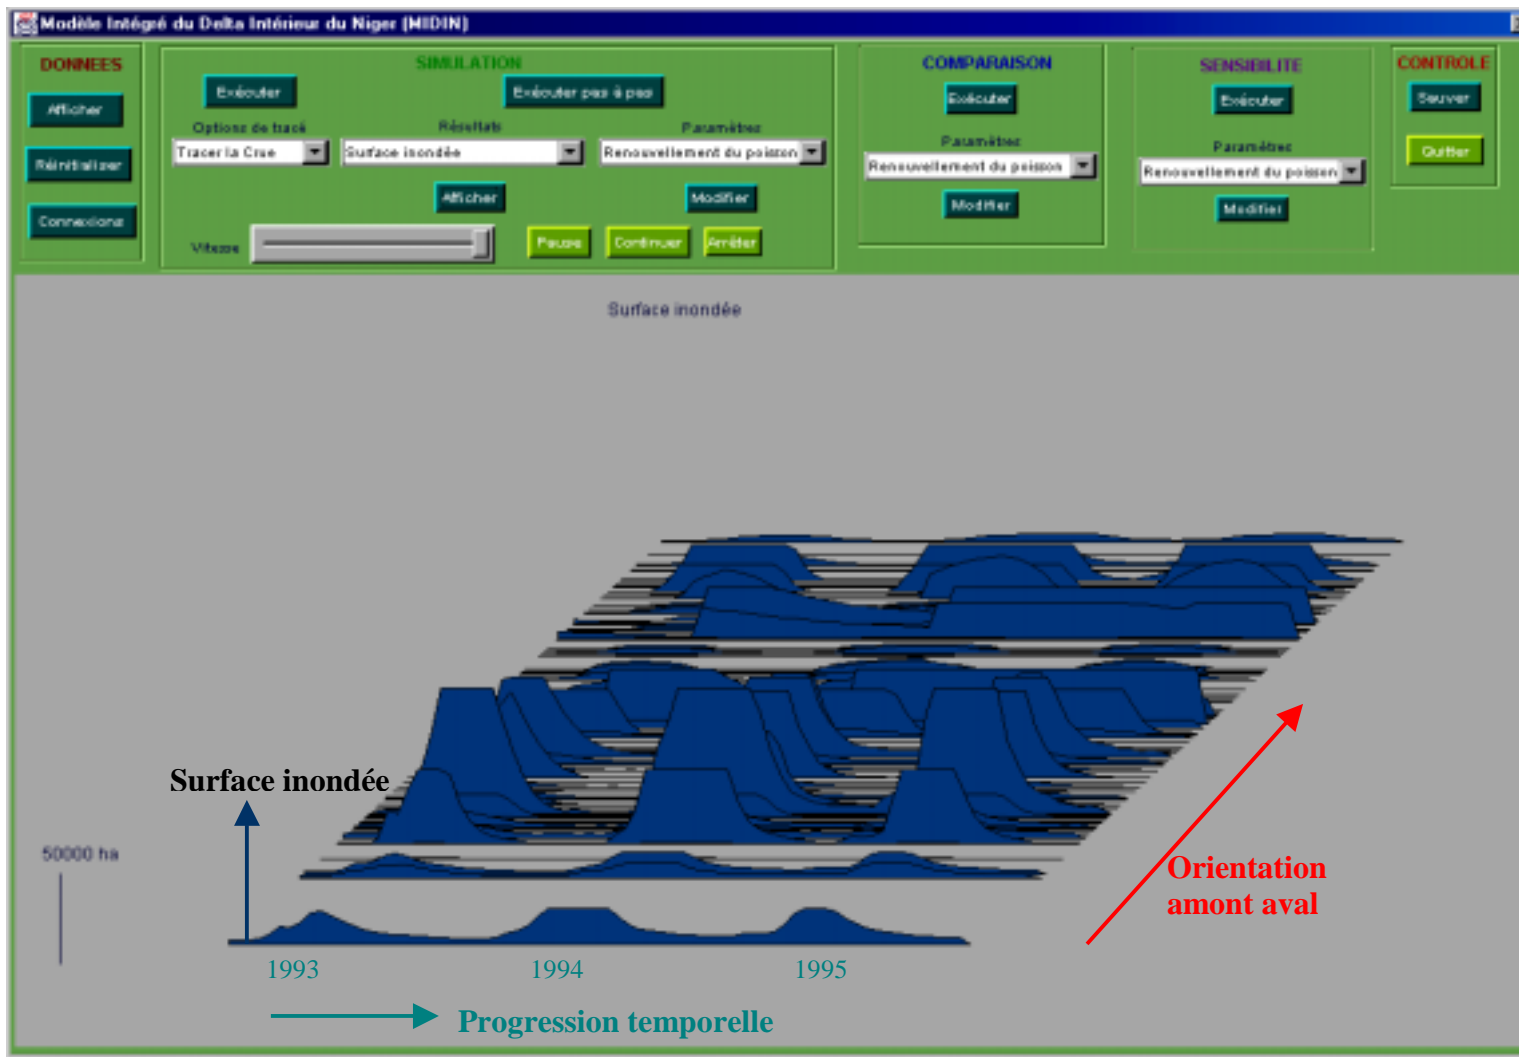 Modèle Intégré du Delta Intérieur du Niger (MIDIN)
DONNEES
Afficher
Réinitialiser
Connexions
SIMULATION
Exécuter
Exécuter pas à pas
Options de tracé
Résultats
Paramètres
Tracer la Crue
Surface inondée
Renouvellement du poisson
Afficher
Modifier
Vitesse
Pause
Continuer
Arrêter
COMPARAISON
Exécuter
Paramètres
Renouvellement du poisson
Modifier
SENSIBILITE
Exécuter
Paramètres
Renouvellement du poisson
Modifier
CONTROLE
Sauver
Quitter
Surface inondée
Surface inondée
50000 ha
Orientation
amont aval
1993
1994
1995
Progression temporelle